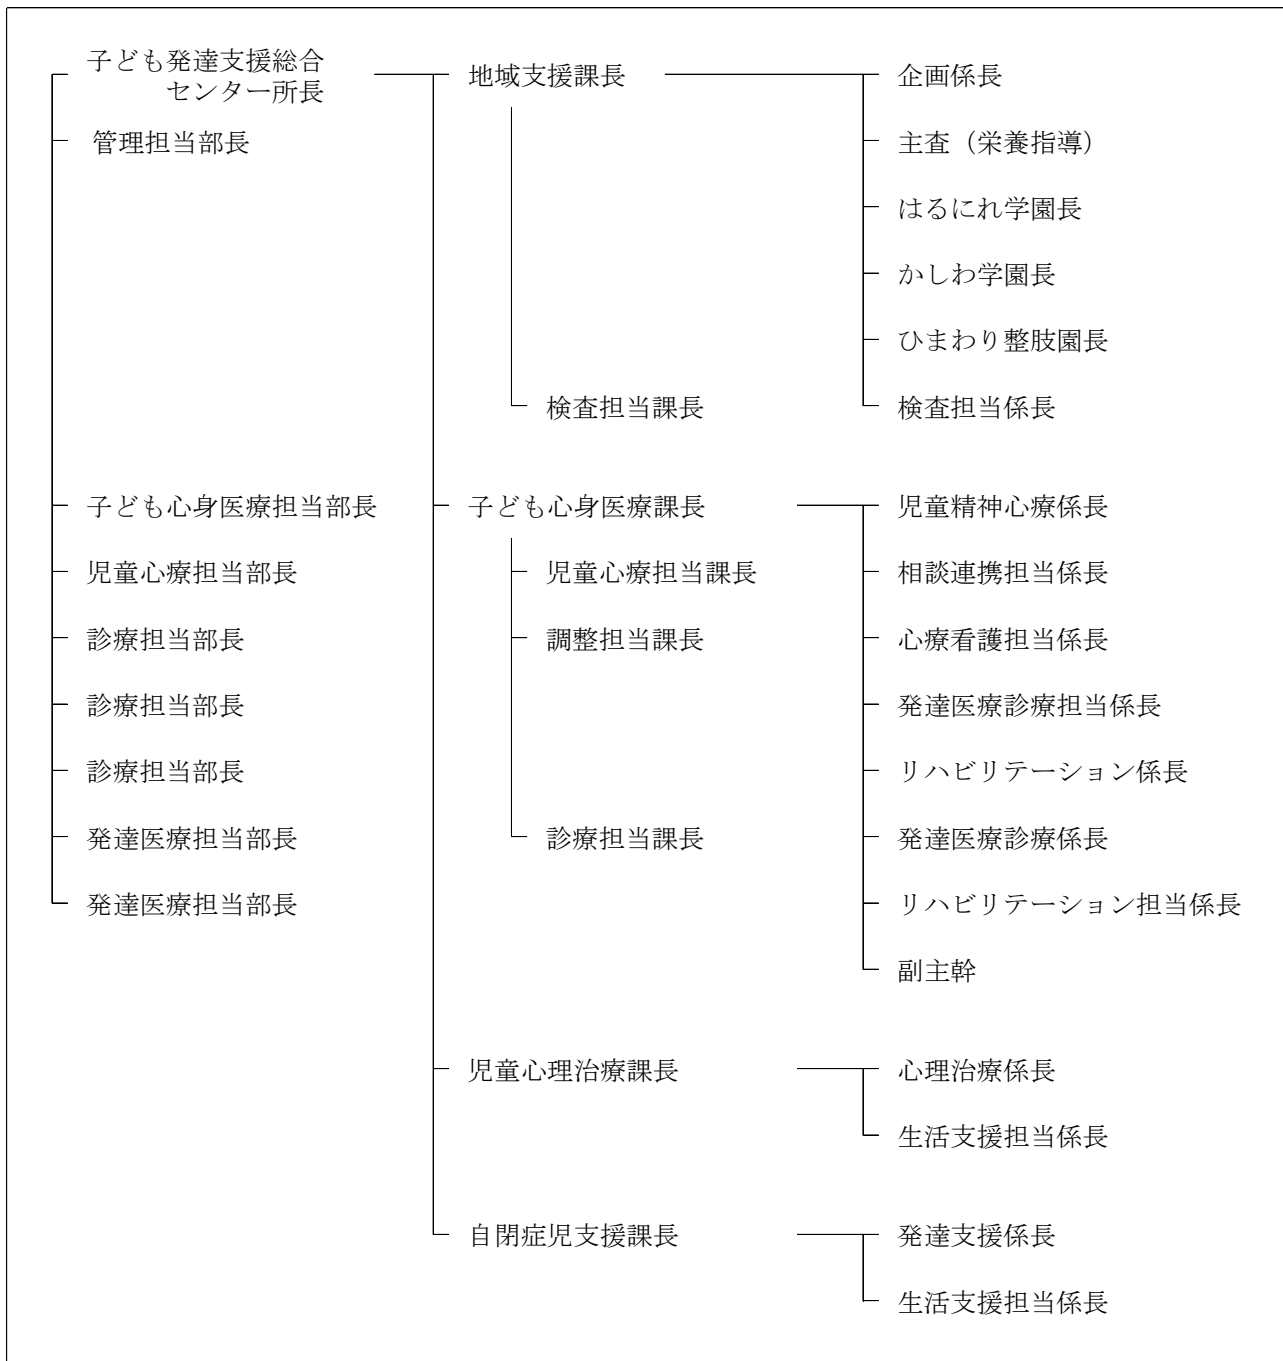 子ども発達支援総合
センター所長
地域支援課長
企画係長
管理担当部長
主査（栄養指導）
はるにれ学園長
かしわ学園長
ひまわり整肢園長
検査担当課長
検査担当係長
子ども心身医療担当部長
子ども心身医療課長
児童精神心療係長
児童心療担当部長
児童心療担当課長
相談連携担当係長
診療担当部長
調整担当課長
心療看護担当係長
診療担当部長
発達医療診療担当係長
診療担当部長
リハビリテーション係長
発達医療担当部長
診療担当課長
発達医療診療係長
発達医療担当部長
リハビリテーション担当係長
副主幹
児童心理治療課長
心理治療係長
生活支援担当係長
自閉症児支援課長
発達支援係長
生活支援担当係長